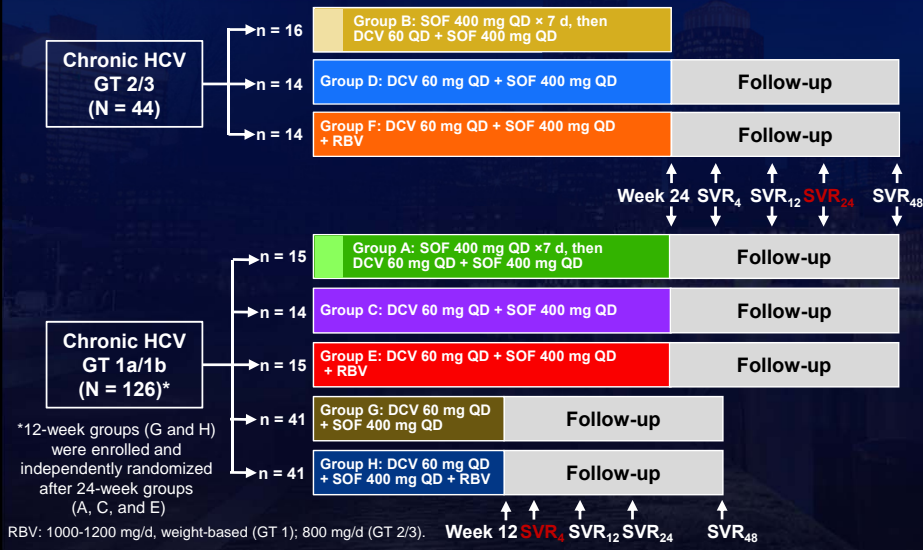 Chronic HCV
GT 2/3
(N = 44)
n = 16
Group B: SOF 400 mg QD × 7 d, then
DCV 60 QD + SOF 400 mg QD
n = 14
Group D: DCV 60 mg QD + SOF 400 mg QD
Follow-up
n = 14
Group F: DCV 60 mg QD + SOF 400 mg QD
+ RBV
Follow-up
Week 24 SVR4 SVR12 SVR24 SVR48
Chronic HCV
GT 1a/1b
(N = 126)*
n = 15
Group A: SOF 400 mg QD ×7 d, then
DCV 60 mg QD + SOF 400 mg QD
Follow-up
n = 14
Group C: DCV 60 mg QD + SOF 400 mg QD
Follow-up
n = 15
Group E: DCV 60 mg QD + SOF 400 mg QD
+ RBV
Follow-up
n = 41
Group G: DCV 60 mg QD
+ SOF 400 mg QD
Follow-up
n = 41
Group H: DCV 60 mg QD
+ SOF 400 mg QD + RBV
Follow-up
Week 12 SVR4 SVR12 SVR24 SVR48
*12-week groups (G and H)
were enrolled and
independently randomized
after 24-week groups
(A, C, and E)
RBV: 1000-1200 mg/d, weight-based (GT 1); 800 mg/d (GT 2/3).